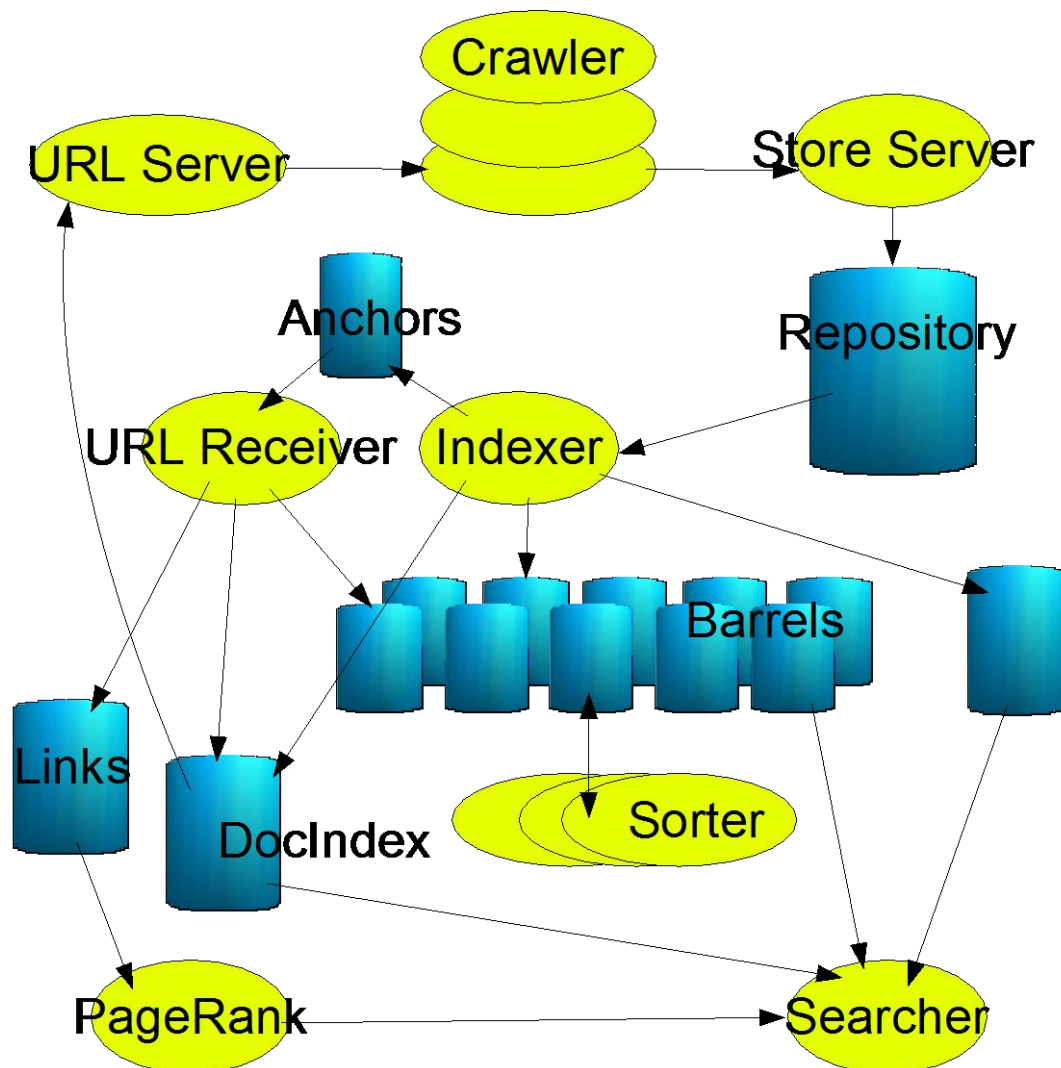 Crawler
URL Server
Store Server
Anchors
Repository
URL Receiver
Indexer
Barrels
Links
DocIndex
Sorter
PageRank
Searcher